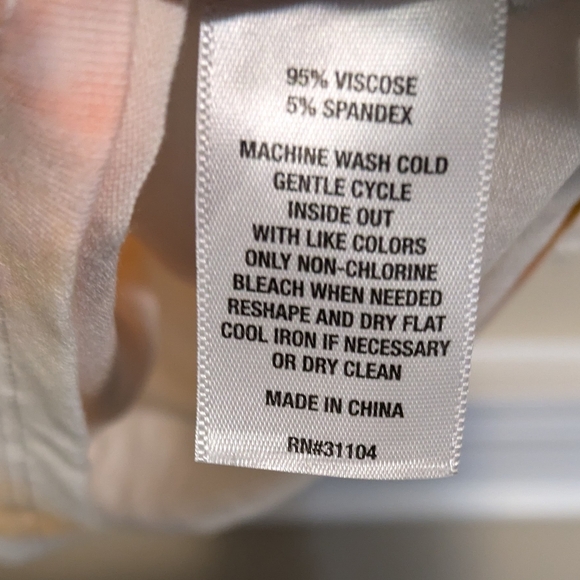 95% VISCOSE
5% SPANDEX
MACHINE WASH COLD
GENTLE CYCLE
INSIDE OUT
WITH LIKE COLORS
ONLY NON-CHLORINE
BLEACH WHEN NEEDED
RESHAPE AND DRY FLAT
COOL IRON IF NECESSARY
OR DRY CLEAN
MADE IN CHINA
RN#31104